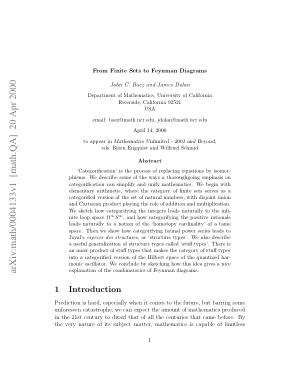 From Finite Sets to Feynman Diagrams
John C. Baez and James Dolan
Department of Mathematics, University of California
Riverside, California 92521
USA
email: baez@math.ucr.edu, jdolan@math.ucr.edu
April 14, 2000
to appear in Mathematics Unlimited - 2001 and Beyond,
eds. Björn Engquist and Wilfried Schmid
Abstract
'Categorification' is the process of replacing equations by isomor-
phisms. We describe some of the ways a thoroughgoing emphasis on
categorification can simplify and unify mathematics. We begin with
elementary arithmetic, where the category of finite sets serves as a
categorified version of the set of natural numbers, with disjoint union
and Cartesian product playing the role of addition and multiplication.
We sketch how categorifying the integers leads naturally to the infi-
nite loop space Ω∞S∞, and how categorifying the positive rationals
leads naturally to a notion of the 'homotopy cardinality' of a tame
space. Then we show how categorifying formal power series leads to
Joyal's espèces des structures, or 'structure types'. We also describe
a useful generalization of structure types called 'stuff types'. There is
an inner product of stuff types that makes the category of stuff types
into a categorified version of the Hilbert space of the quantized har-
monic oscillator. We conclude by sketching how this idea gives a nice
explanation of the combinatorics of Feynman diagrams.
1 Introduction
Prediction is hard, especially when it comes to the future, but barring some
unforeseen catastrophe, we can expect the amount of mathematics produced
in the 21st century to dwarf that of all the centuries that came before. By
the very nature of its subject matter, mathematics is capable of limitless
1
arXiv:math/0004133v1 [math.QA] 20 Apr 2000